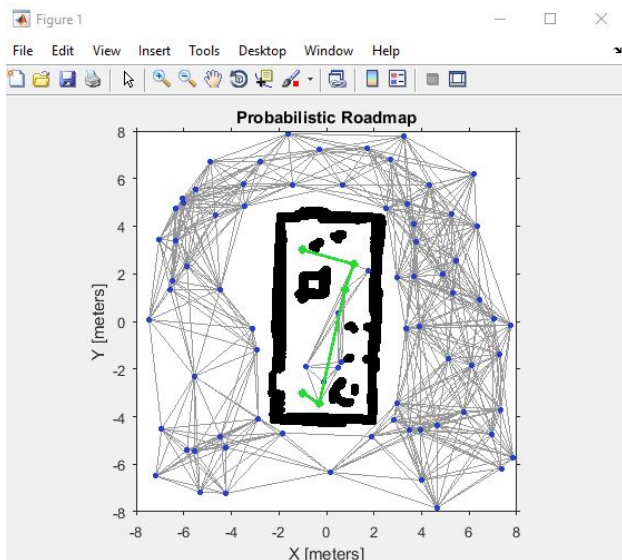 Figure 1
File Edit View Insert Tools Desktop Window Help
Probabilistic Roadmap
8
6
4
2
0
-2
-4
-6
-8
Y [meters]
-8 -6 -4 -2 0 2 4 6 8
X [meters]